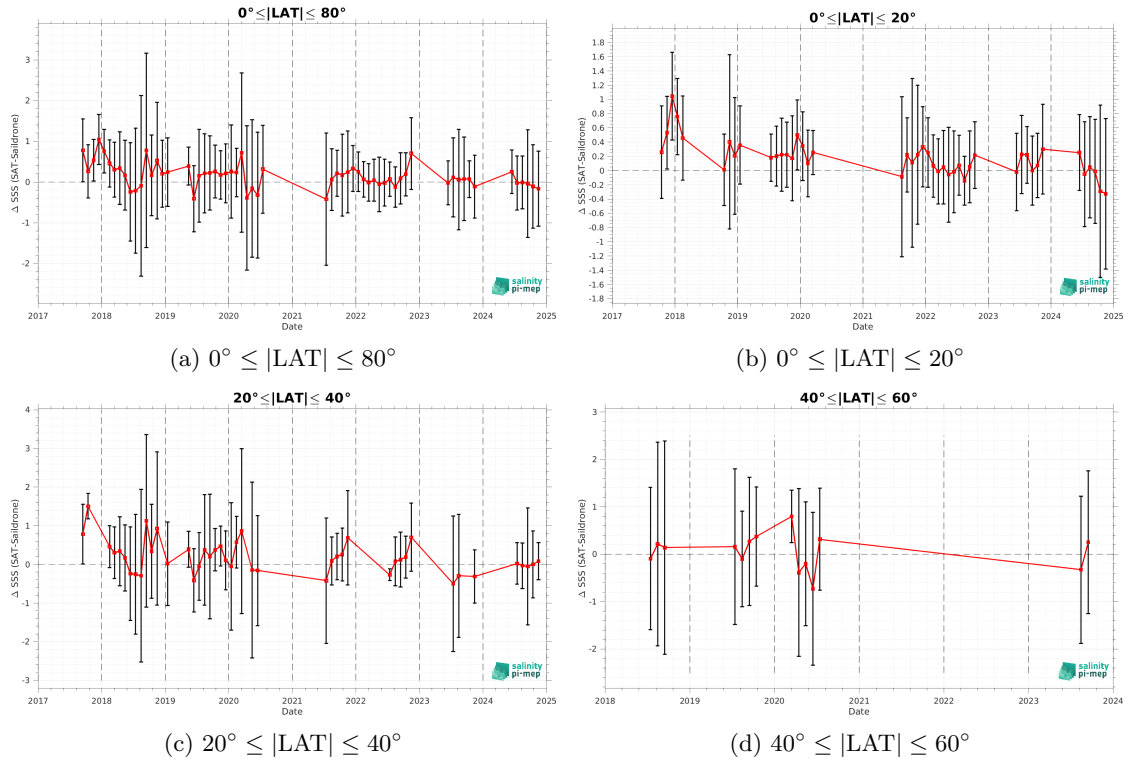 0°≤|LAT|≤ 80°
Δ SSS (SAT-Saildrone)
3
2
1
0
-1
-2
salinity
pi-mep
2017 2018 2019 2020 2021 2022 2023 2024 2025
Date
(a) 0° ≤ |LAT| ≤ 80°
0°≤|LAT|≤ 20°
Δ SSS (SAT-Saildrone)
1.8
1.6
1.4
1.2
1
0.8
0.6
0.4
0.2
0
-0.2
-0.4
-0.6
-0.8
-1
-1.2
-1.4
-1.6
-1.8
salinity
pi-mep
2017 2018 2019 2020 2021 2022 2023 2024 2025
Date
(b) 0° ≤ |LAT| ≤ 20°
20°≤|LAT|≤ 40°
Δ SSS (SAT-Saildrone)
4
3
2
1
0
-1
-2
-3
salinity
pi-mep
2017 2018 2019 2020 2021 2022 2023 2024 2025
Date
(c) 20° ≤ |LAT| ≤ 40°
40°≤|LAT|≤ 60°
Δ SSS (SAT-Saildrone)
3
2
1
0
-1
-2
salinity
pi-mep
2018 2019 2020 2021 2022 2023 2024
Date
(d) 40° ≤ |LAT| ≤ 60°